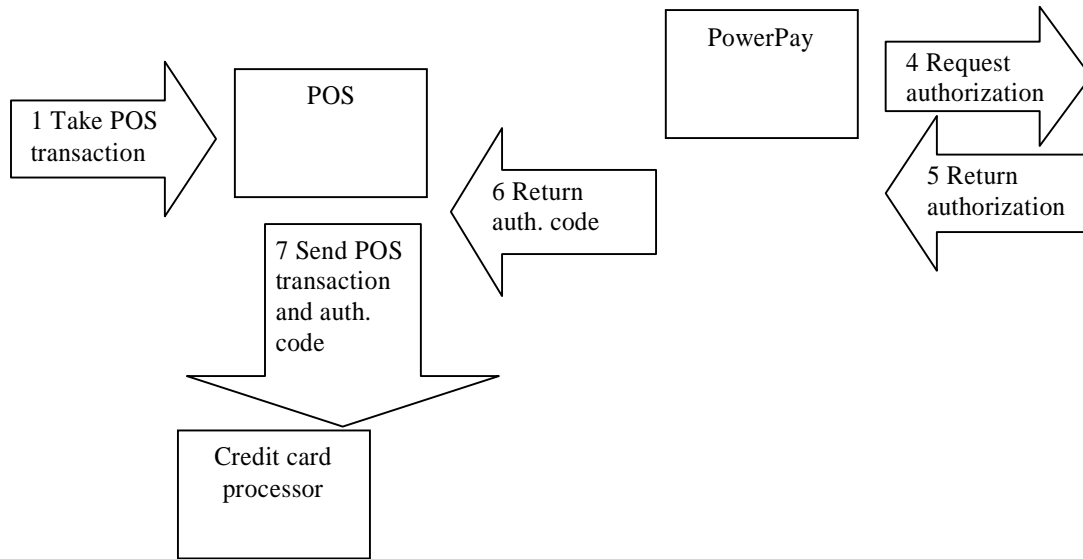 PowerPay
4 Request
authorization
POS
1 Take POS
transaction
5 Return
authorization
6 Return
auth. code
7 Send POS
transaction
and auth.
code
Credit card
processor